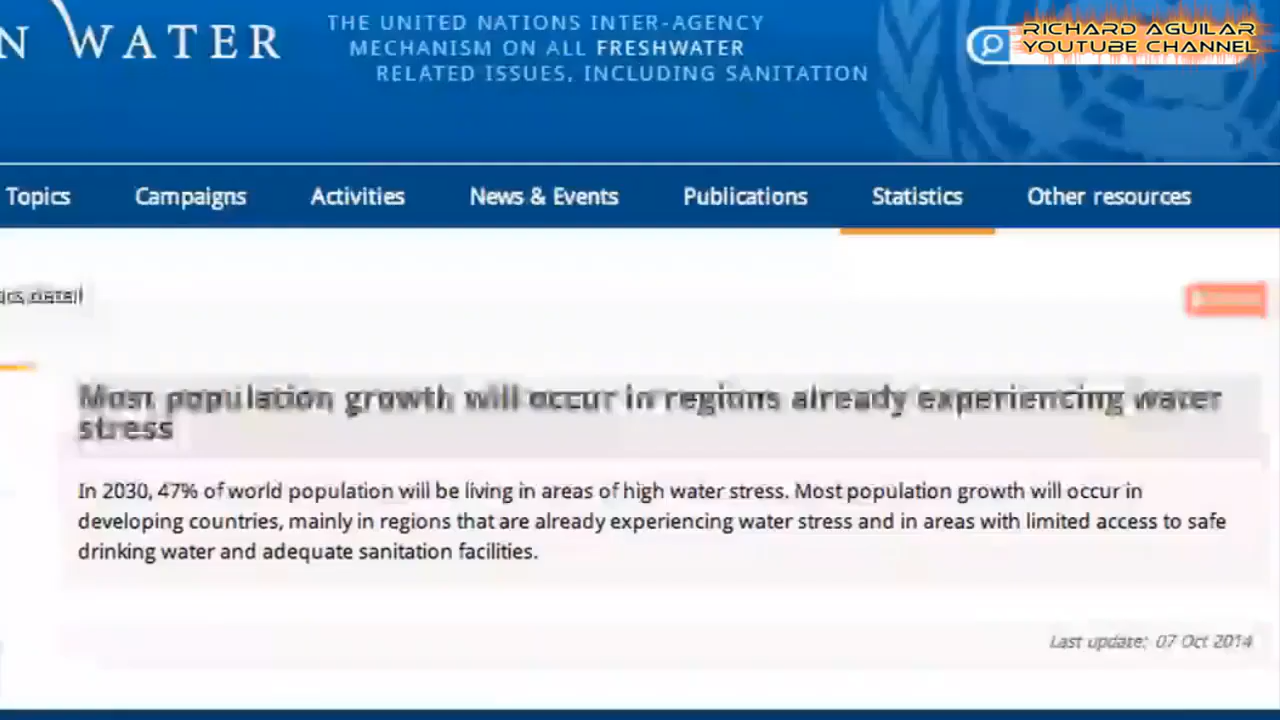 N WATER
THE UNITED NATIONS INTER-AGENCY
MECHANISM ON ALL FRESHWATER
RELATED ISSUES, INCLUDING SANITATION
RICHARD AGUILAR
YOUTUBE CHANNEL
Topics Campaigns Activities News & Events Publications Statistics Other resources
detail
Most population growth will occur in regions already experiencing water
stress
In 2030, 47% of world population will be living in areas of high water stress. Most population growth will occur in
developing countries, mainly in regions that are already experiencing water stress and in areas with limited access to safe
drinking water and adequate sanitation facilities.
Last update: 07 Oct 2014